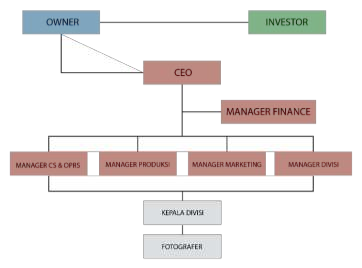 OWNER
INVESTOR
CEO
MANAGER FINANCE
MANAGER CS & OPRS
MANAGER PRODUKSI
MANAGER MARKETING
MANAGER DIVISI
KEPALA DIVISI
FOTOGRAFER